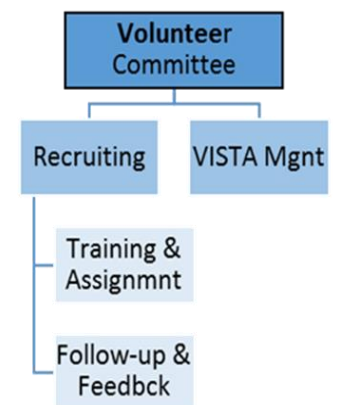 Volunteer
Committee
Recruiting
VISTA Mgnt
Training &
Assignmnt
Follow-up &
Feedbck